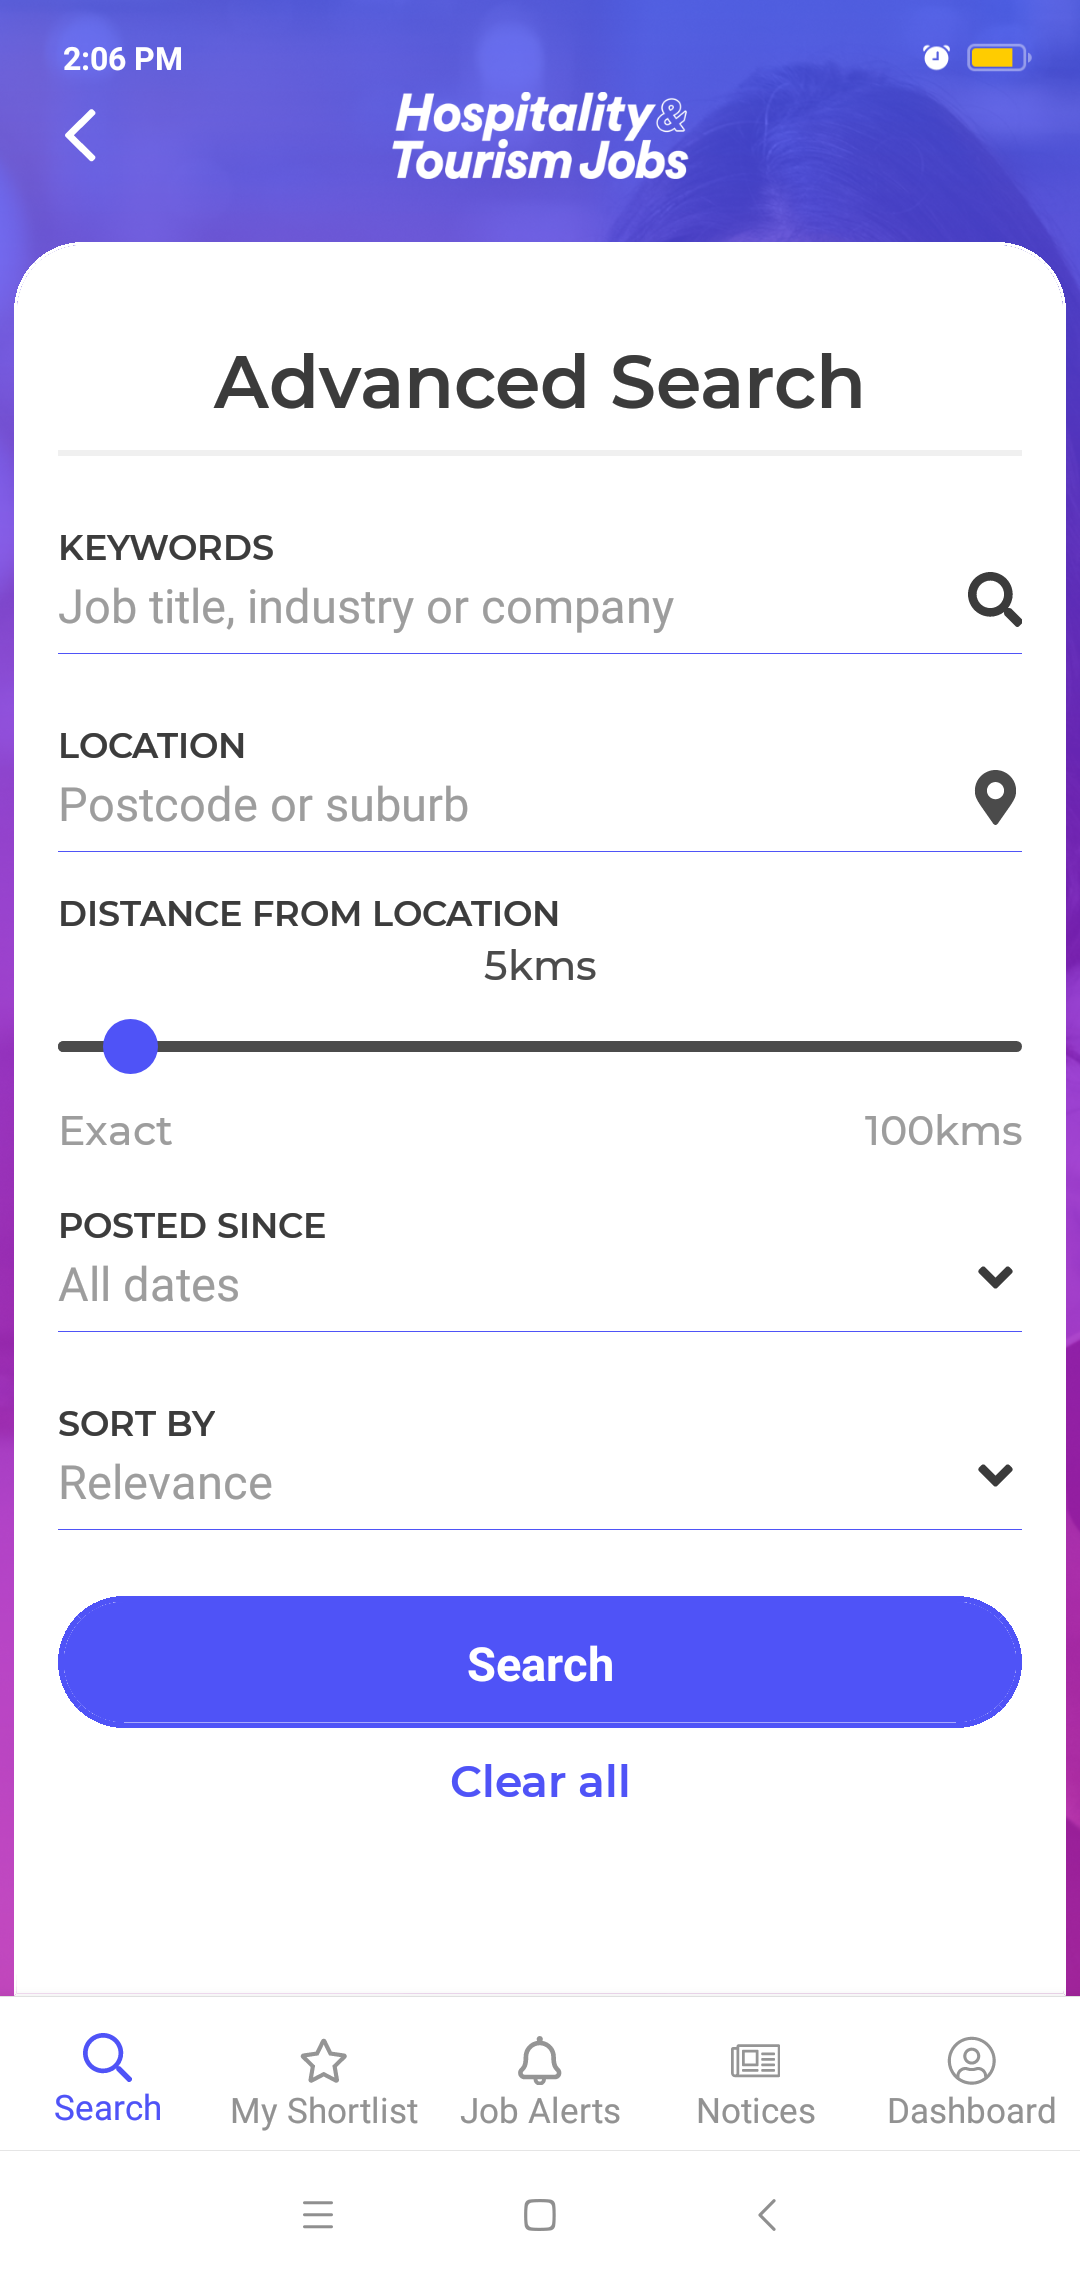 2:06 PM
Hospitality&
Tourism Jobs
Advanced Search
KEYWORDS
Job title, industry or company
LOCATION
Postcode or suburb
DISTANCE FROM LOCATION
5kms
Exact 100kms
POSTED SINCE
All dates
SORT BY
Relevance
Search
Clear all
Search My Shortlist Job Alerts Notices Dashboard